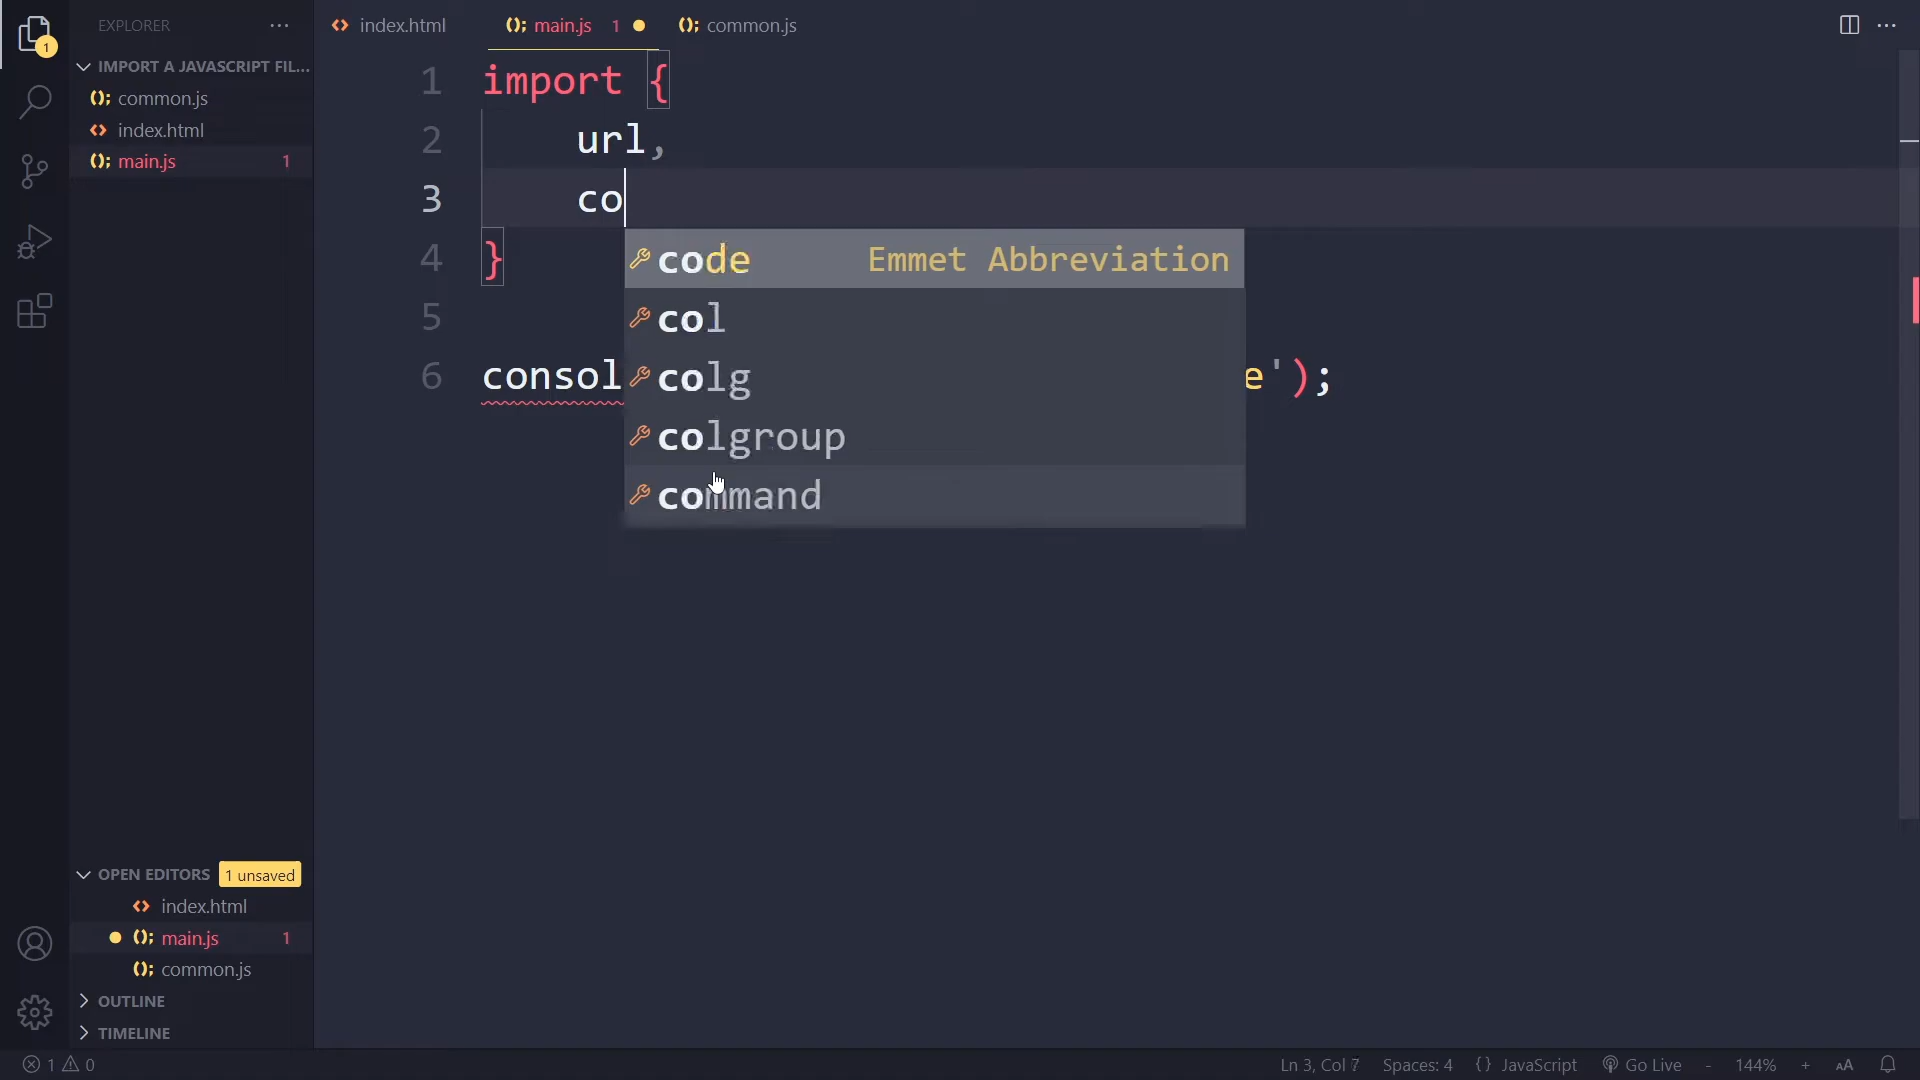 EXPLORER
index.html
main.js 1
common.js
IMPORT A JAVASCRIPT FIL...
common.js
index.html
main.js 1
1
1 import {
2 url,
3 co
4 }
5
6 consol e');
code Emmet Abbreviation
col
colg
colgroup
command
OPEN EDITORS 1 unsaved
index.html
main.js 1
common.js
OUTLINE
TIMELINE
1 0
Ln 3, Col 7 Spaces: 4 {} JavaScript Go Live - 144% + AA